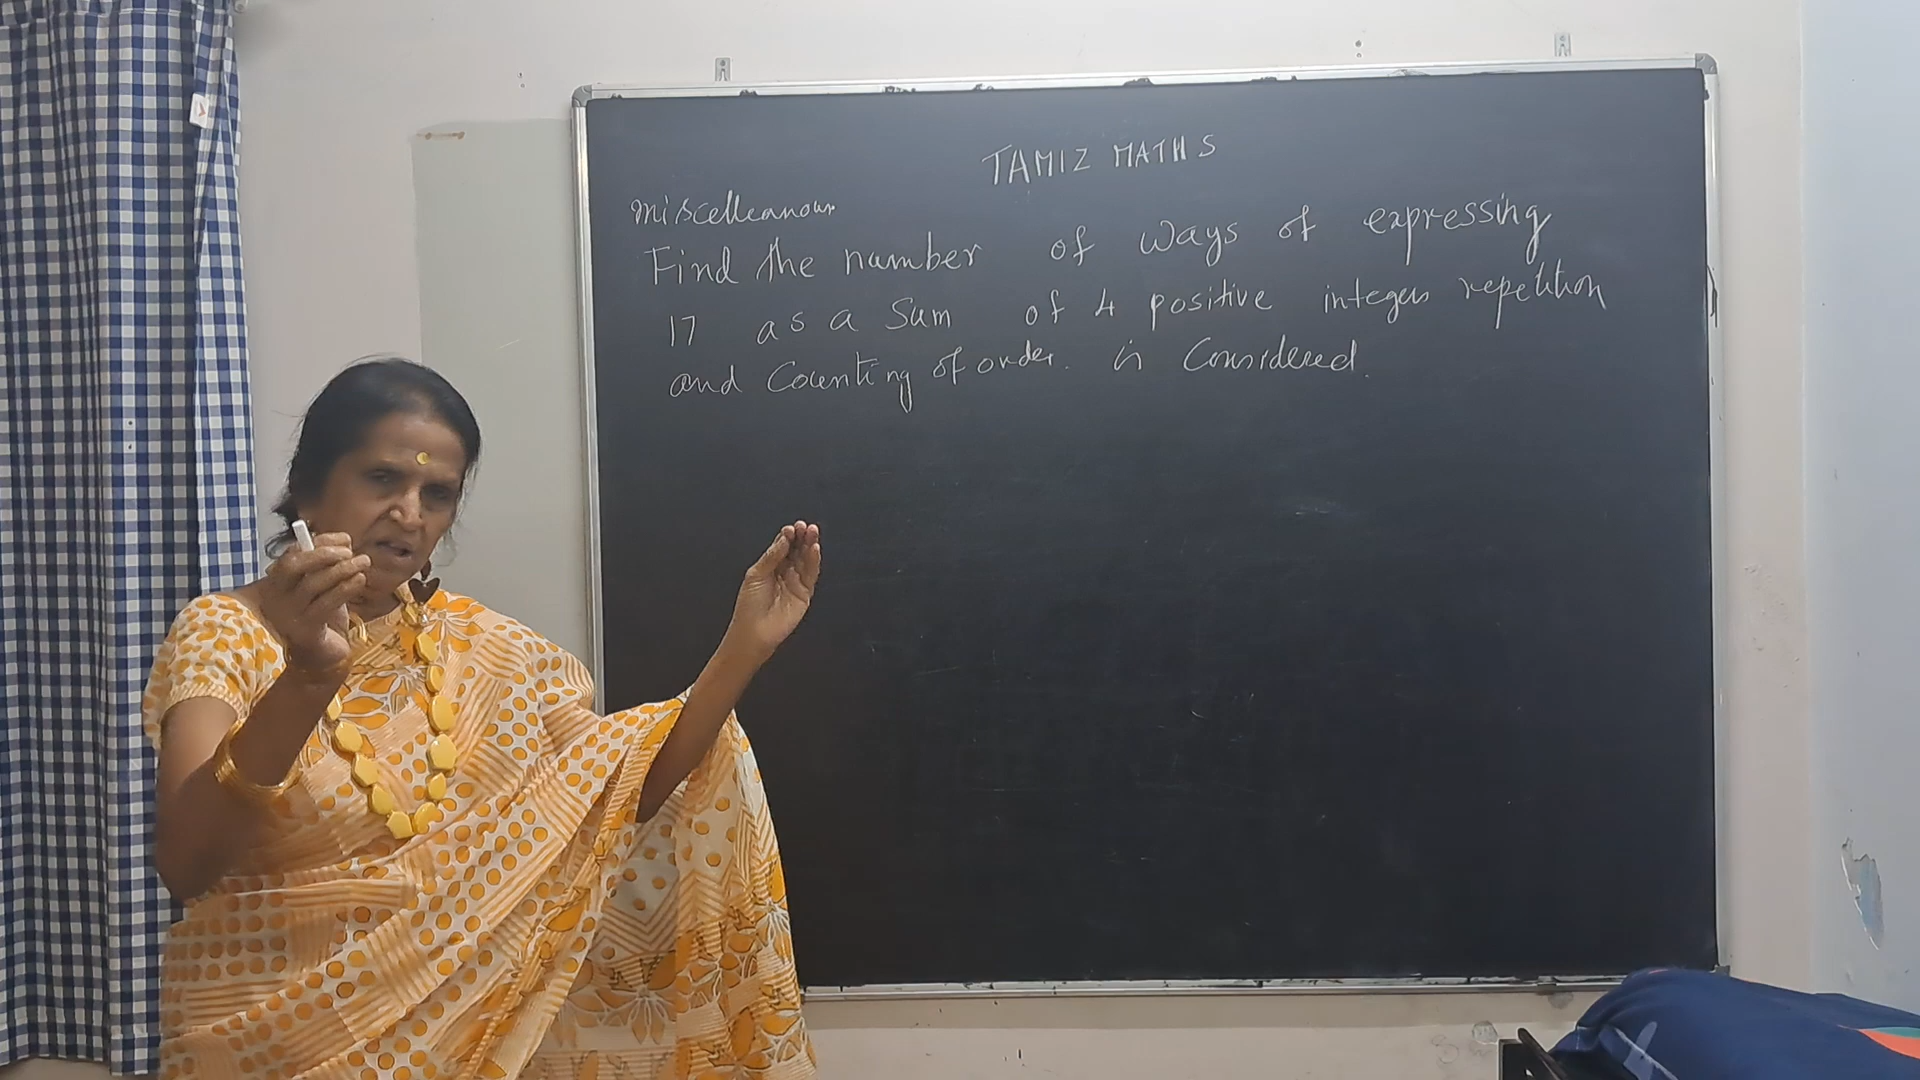 TAMIZ MATHS
Miscelleanous
Find the number of ways of expressing
17 as a Sum of 4 positive integers repetition
and Counting of order. is Considered.